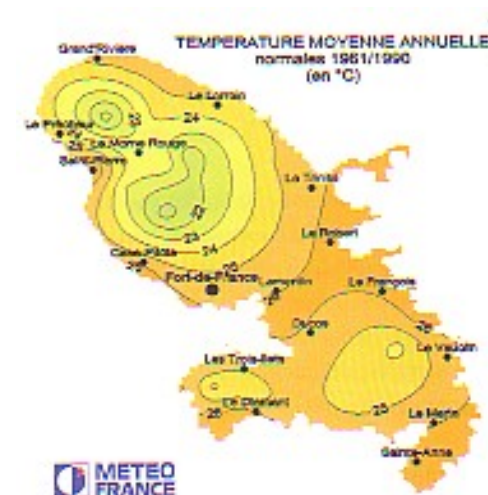 TEMPERATURE MOYENNE ANNUELLE
normales 1961/1990
(en °C)
Grand'Riviere
Le Lorrain
24
Le Prêcheur
Le Morne Rouge
Saint-Pierre
La Trinité
22
23
24
Le Robert
Case-Pilote
25
Fort-de-France
Lamentin
Le François
Ducos
Le Vauclin
Les Trois-Ilets
Le Diamant
25
Le Marin
Sainte-Anne
METEO
FRANCE